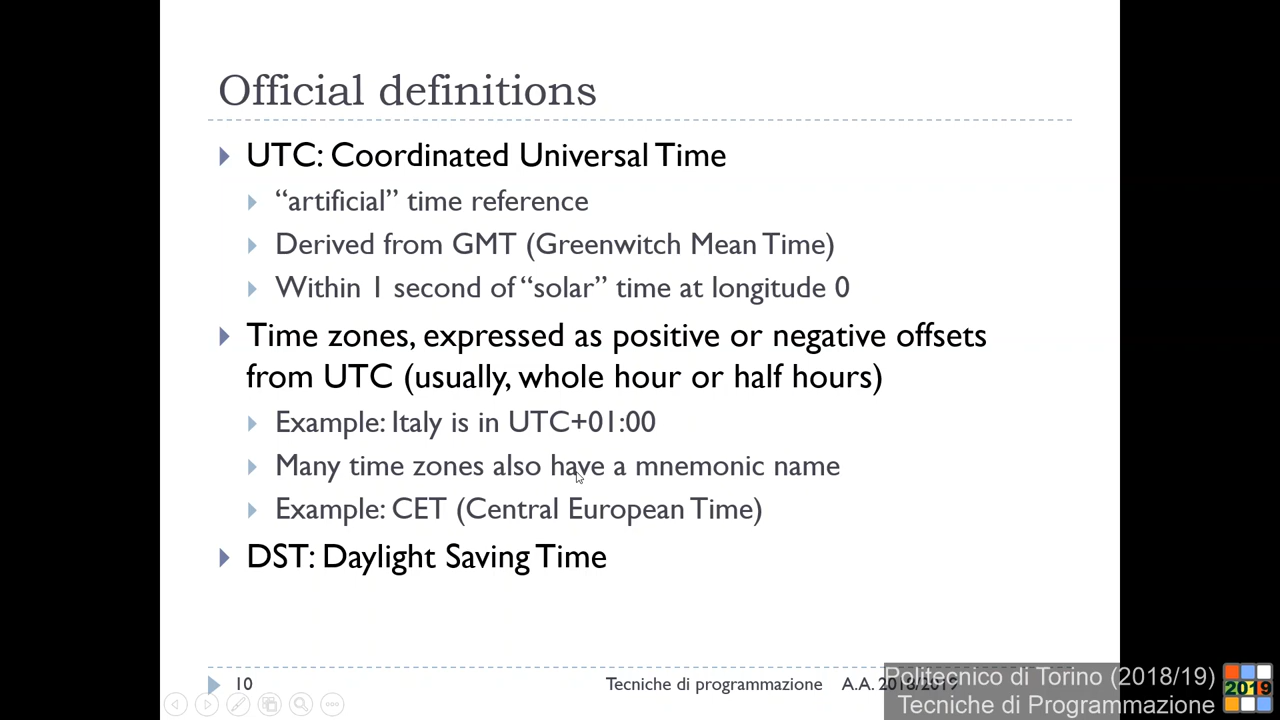 Official definitions
UTC: Coordinated Universal Time
“artificial” time reference
Derived from GMT (Greenwitch Mean Time)
Within 1 second of “solar” time at longitude 0
Time zones, expressed as positive or negative offsets
from UTC (usually, whole hour or half hours)
Example: Italy is in UTC+01:00
Many time zones also have a mnemonic name
Example: CET (Central European Time)
DST: Daylight Saving Time
10
Tecniche di programmazione
A.A. 2018/2019
Politecnico di Torino (2018/19)
Tecniche di Programmazione
2019